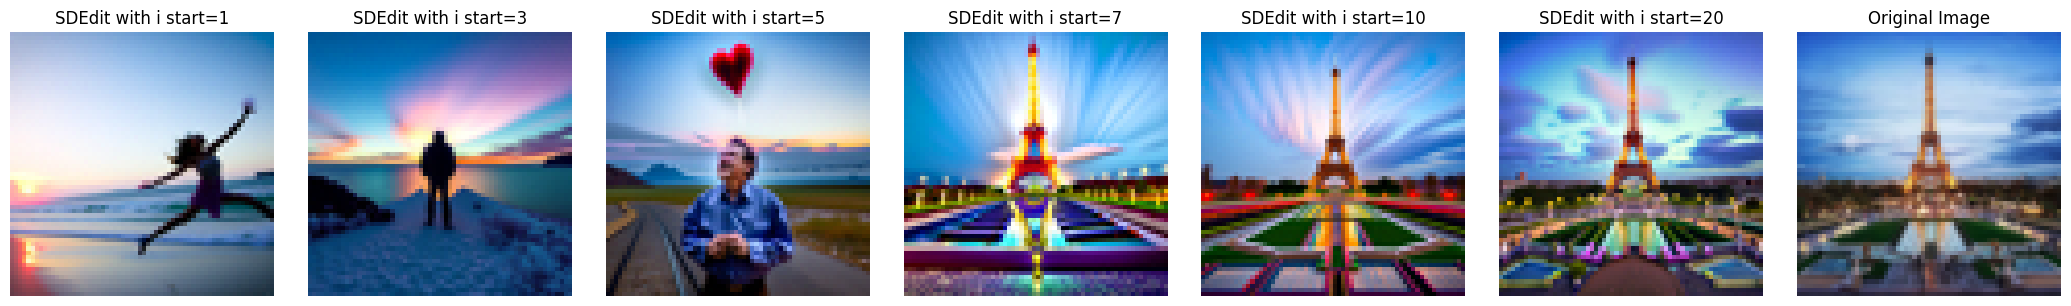 SDEdit with i start=1
SDEdit with i start=3
SDEdit with i start=5
SDEdit with i start=7
SDEdit with i start=10
SDEdit with i start=20
Original Image